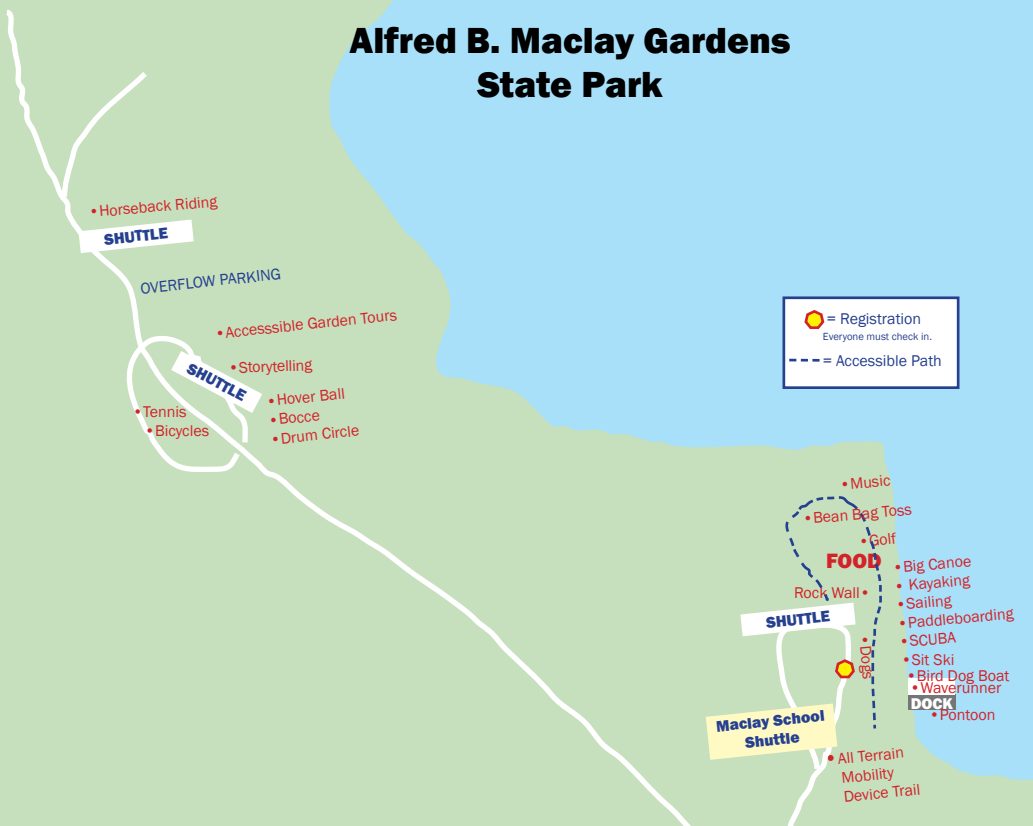 Alfred B. Maclay Gardens
State Park
• Horseback Riding
SHUTTLE
OVERFLOW PARKING
• Accesssible Garden Tours
• Storytelling
SHUTTLE
• Hover Ball
• Bocce
• Drum Circle
• Tennis
• Bicycles
= Registration
Everyone must check in.
= Accessible Path
• Music
• Bean Bag Toss
• Golf
FOOD
Rock Wall •
SHUTTLE
• Dogs
• Big Canoe
• Kayaking
• Sailing
• Paddleboarding
• SCUBA
• Sit Ski
• Bird Dog Boat
• Waverunner
DOCK
• Pontoon
Maclay School
Shuttle
• All Terrain
Mobility
Device Trail